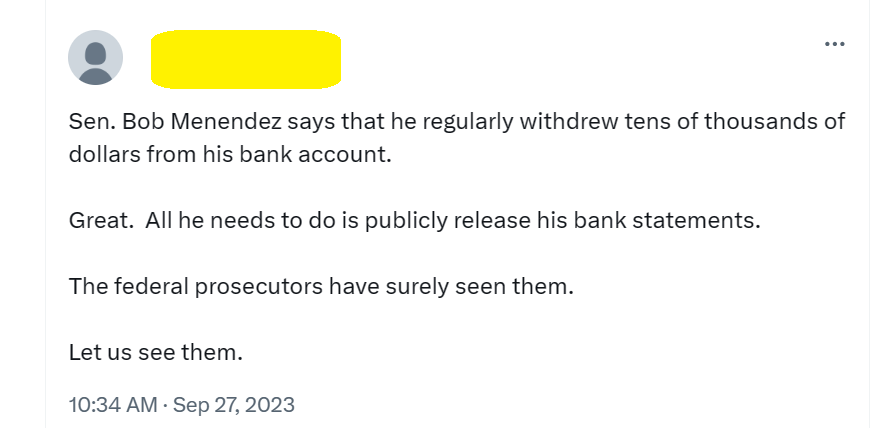 Sen. Bob Menendez says that he regularly withdrew tens of thousands of
dollars from his bank account.
Great.  All he needs to do is publicly release his bank statements.
The federal prosecutors have surely seen them.
Let us see them.
10:34 AM · Sep 27, 2023